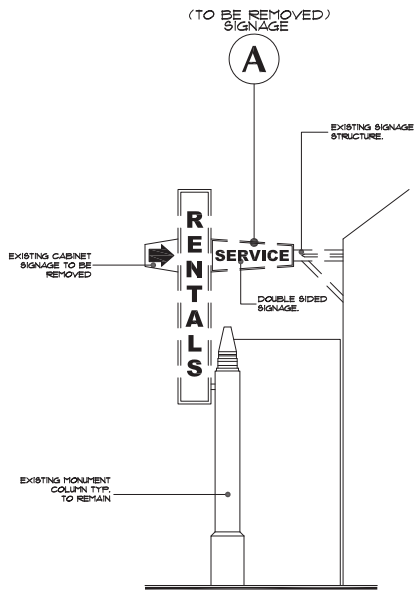 (TO BE REMOVED)
SIGNAGE
A
EXISTING SIGNAGE
STRUCTURE.
RENTALS
SERVICE
EXISTING CABINET
SIGNAGE TO BE
REMOVED
DOUBLE SIDED
SIGNAGE.
EXISTING MONUMENT
COLUMN TYP.
TO REMAIN